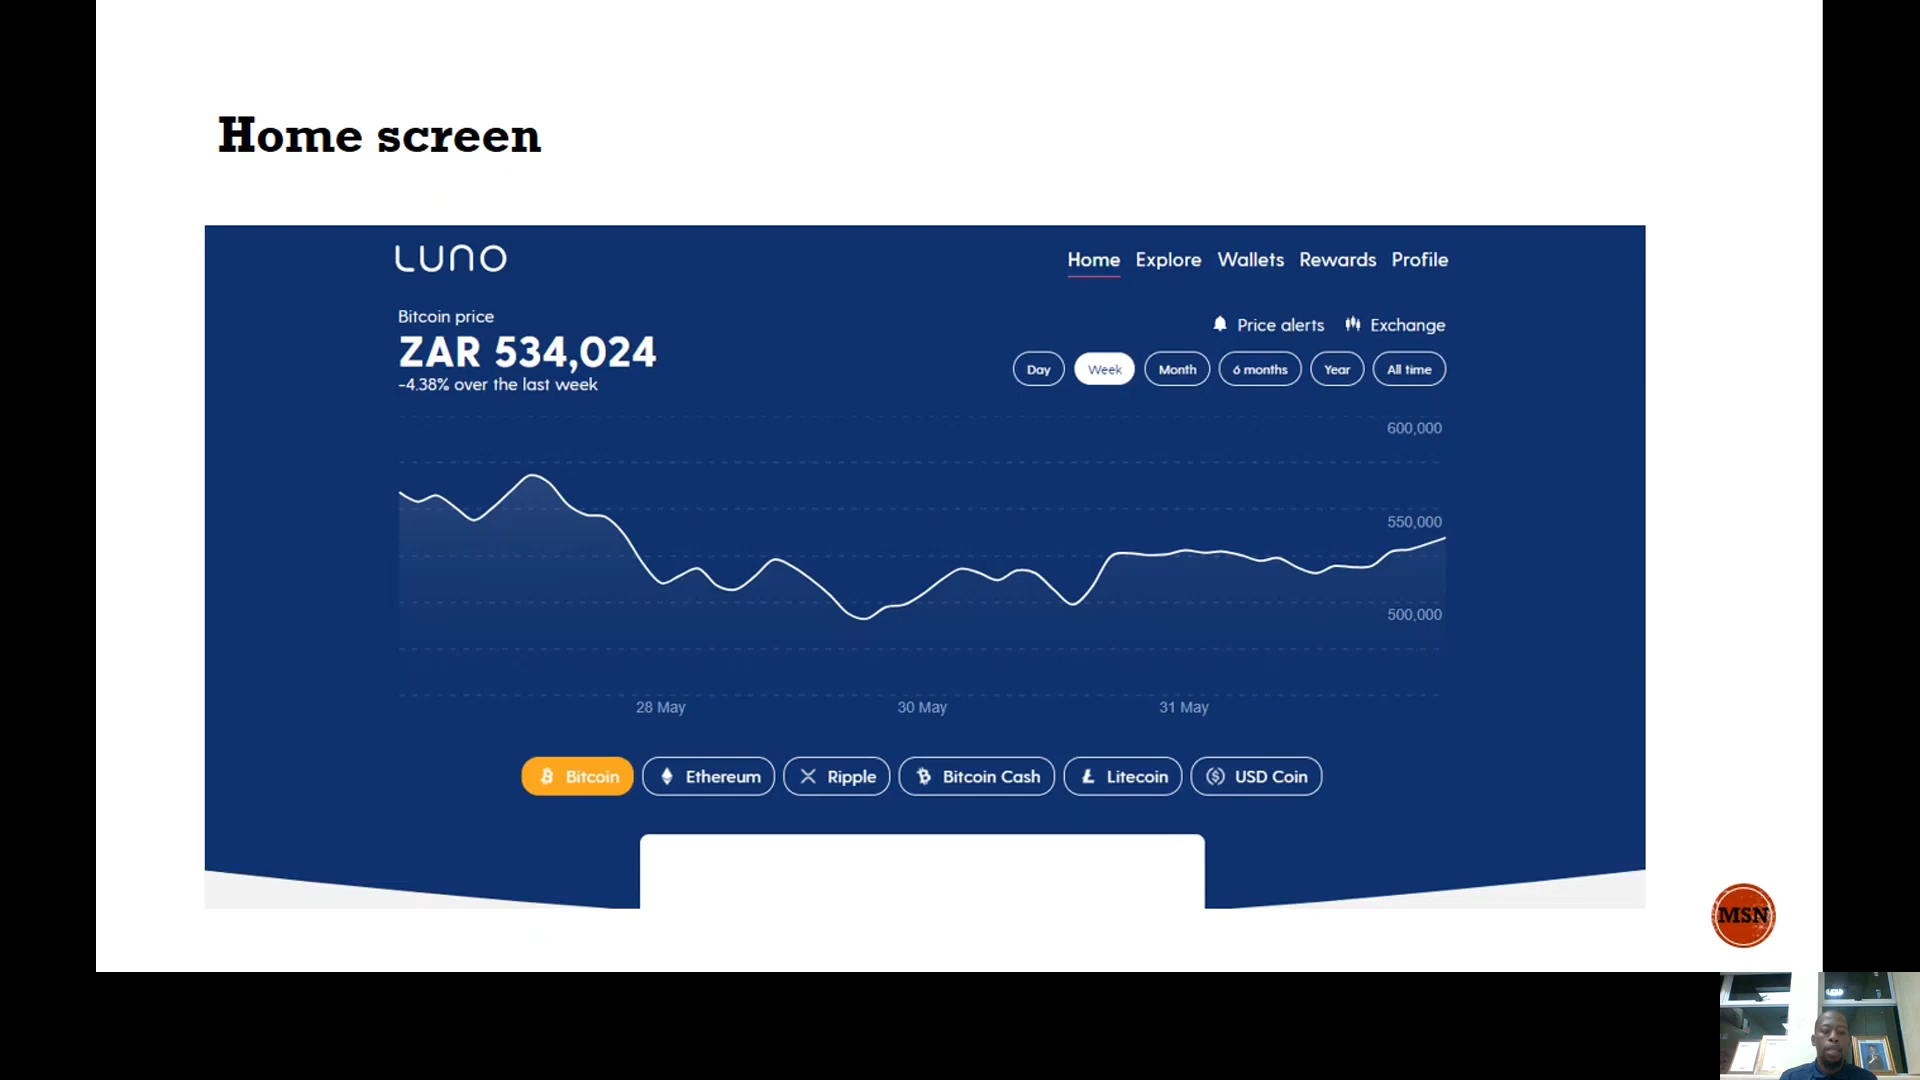 Home screen
LUNO
Home Explore Wallets Rewards Profile
Bitcoin price
ZAR 534,024
-4.38% over the last week
Price alerts Exchange
Day Week Month 6 months Year All time
600,000
550,000
500,000
28 May 30 May 31 May
Bitcoin Ethereum Ripple Bitcoin Cash Litecoin USD Coin
MSN